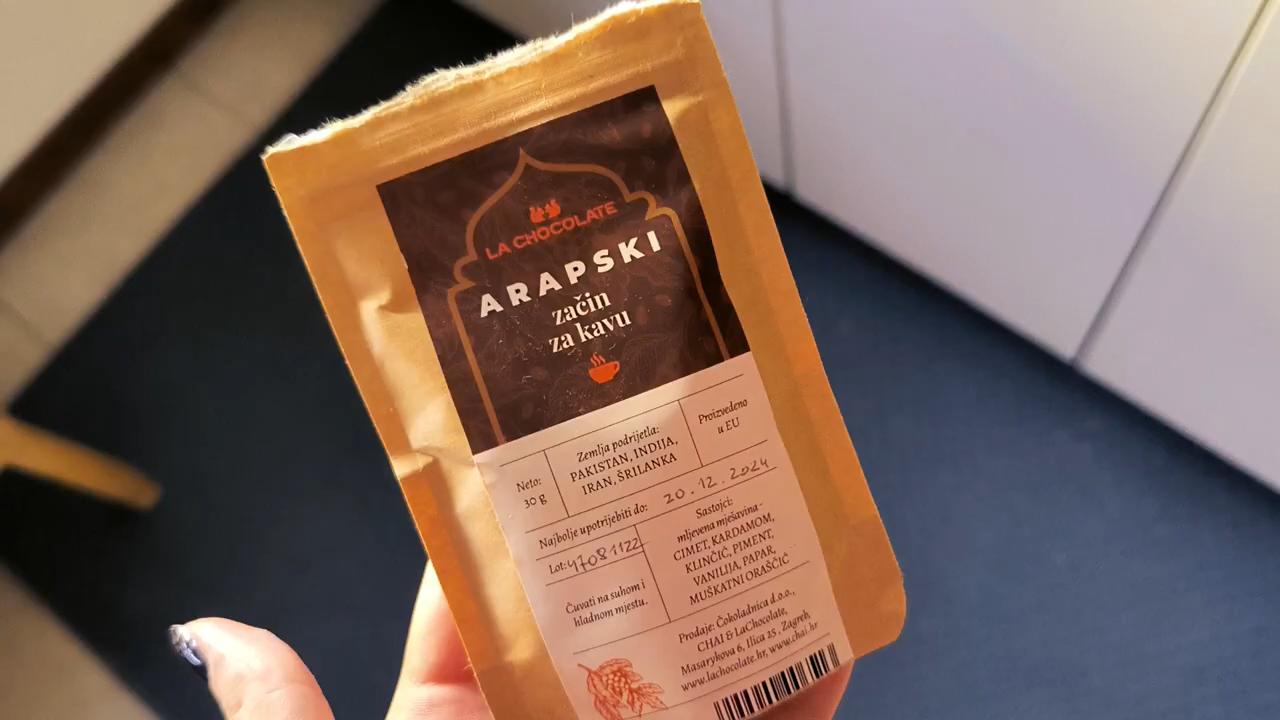 LA CHOCOLATE
ARAPSKI
začin
za kavu
Neto:
30 g
Zemlja podrijetla:
PAKISTAN, INDIJA,
IRAN, ŠRILANKA
Proizvedeno
u EU
Najbolje upotrijebiti do: 20.12.2024
Lot: 47081122
Čuvati na suhom i
hladnom mjestu.
Sastojci:
mljevena mješavina -
CIMET, KARDAMOM,
KLINČIĆ, PIMENT,
VANILIJA, PAPAR,
MUŠKATNI ORAŠČIĆ
Prodaje: Čokoladnica d.o.o.,
CHAI & LaChocolate,
Masarykova 6, Ilica 25, Zagreb,
www.lachocolate.hr, www.chai.hr